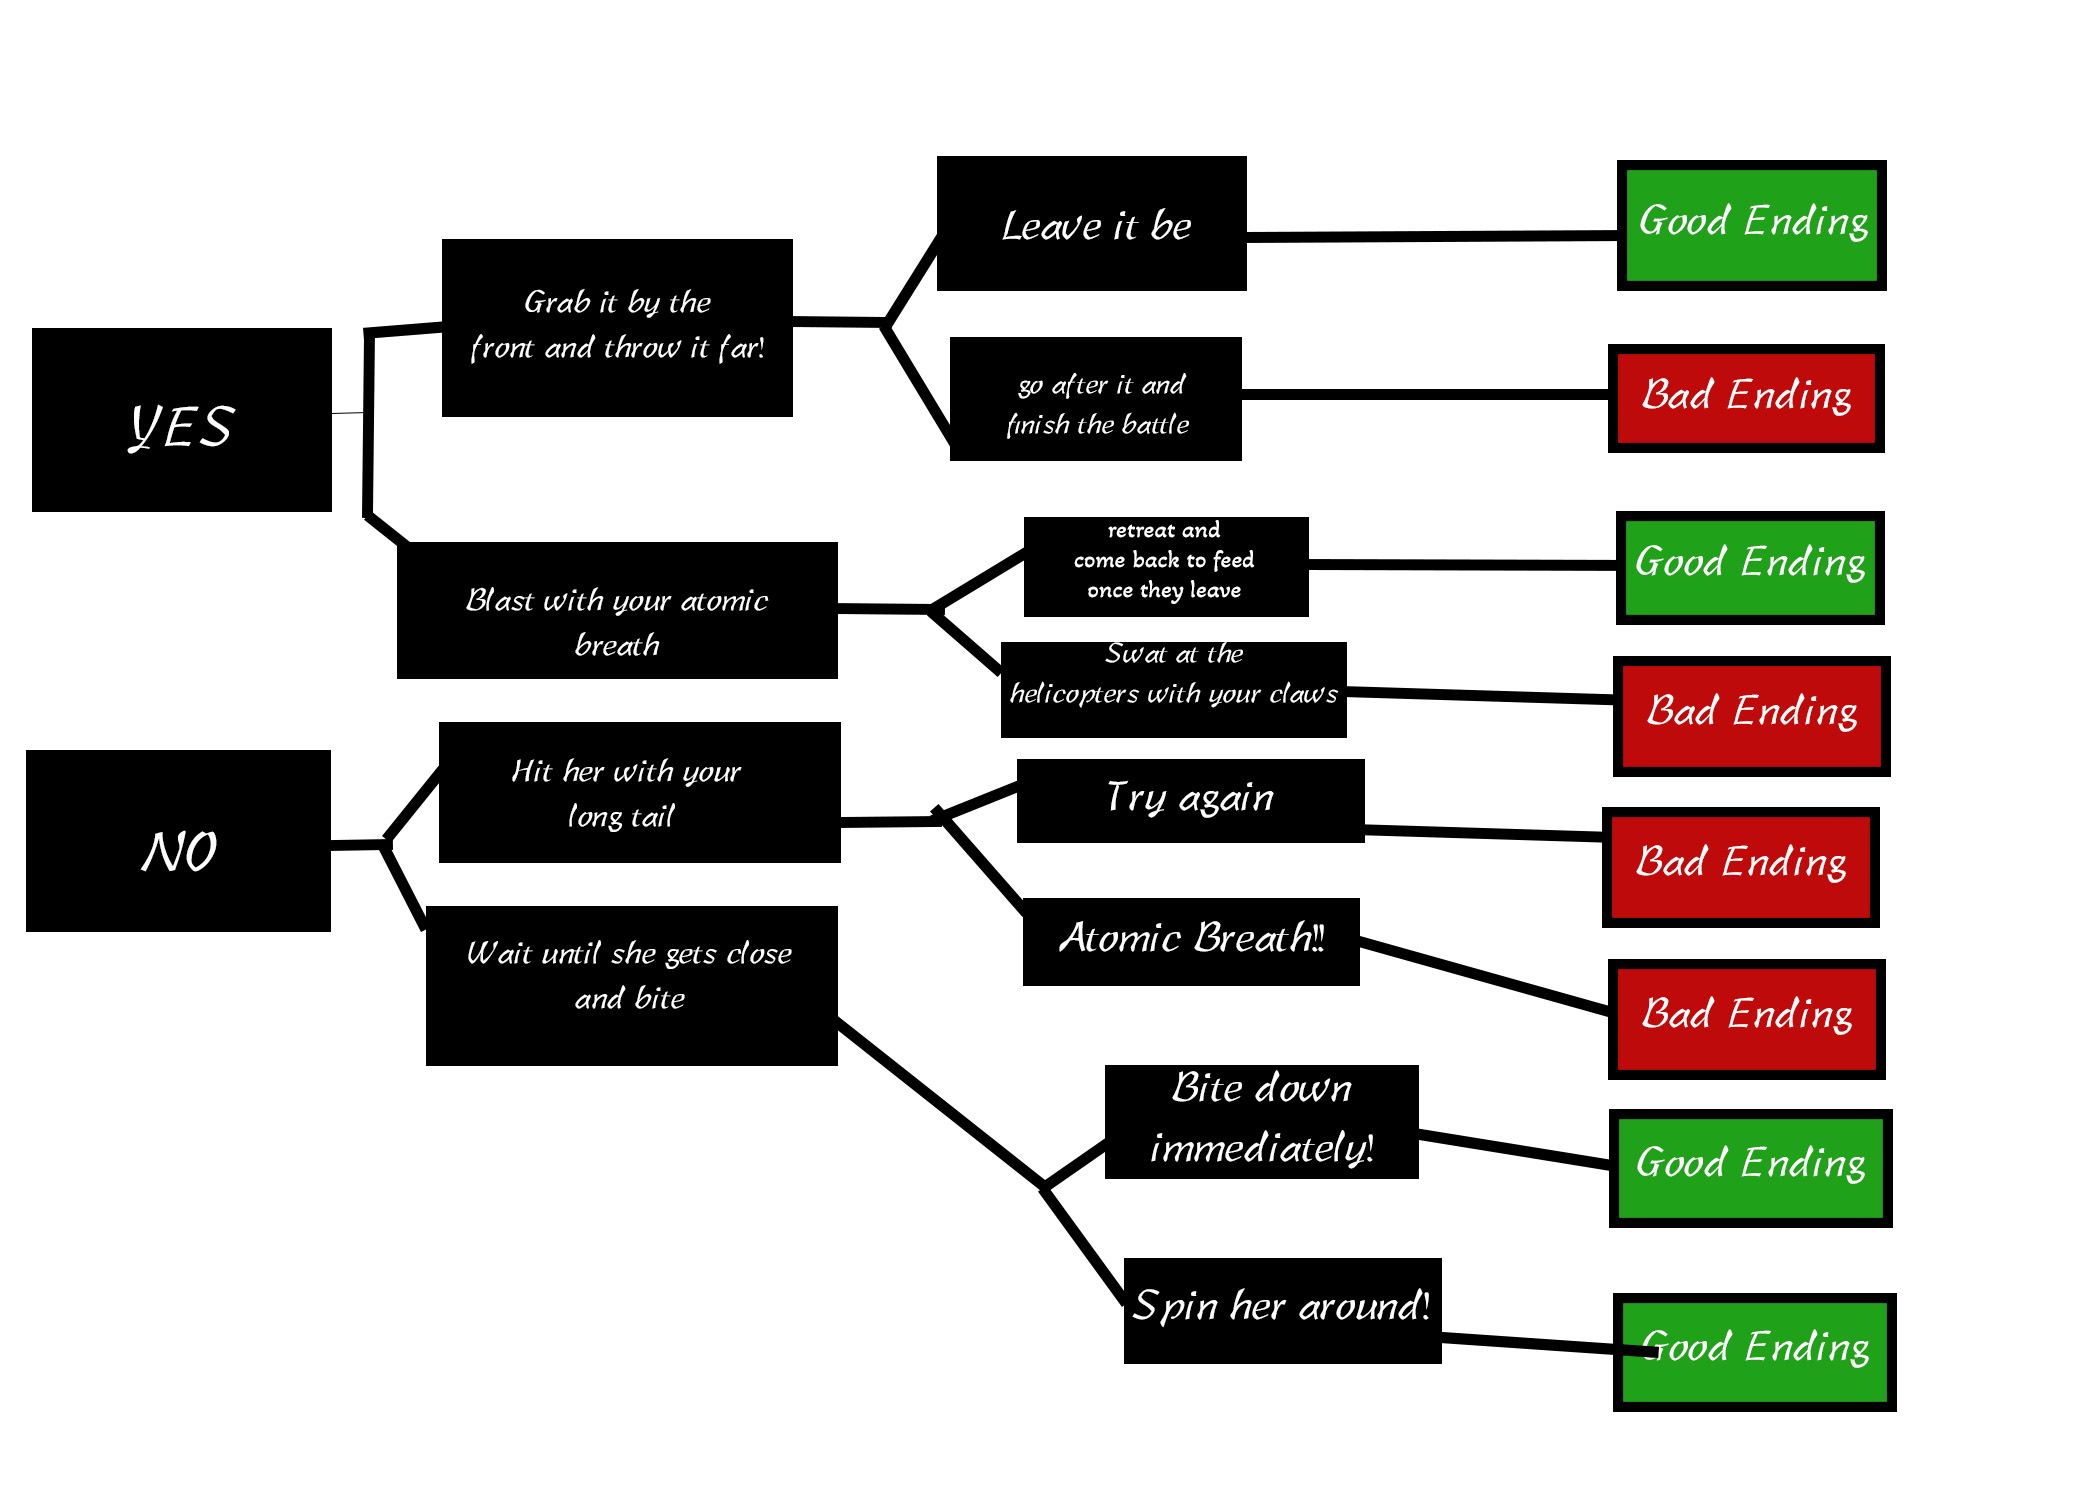 YES
Grab it by the
front and throw it far!
Leave it be
Good Ending
go after it and
finish the battle
Bad Ending
Blast with your atomic
breath
retreat and
come back to feed
once they leave
Good Ending
Swat at the
helicopters with your claws
Bad Ending
NO
Hit her with your
long tail
Try again
Bad Ending
Atomic Breath!!
Bad Ending
Wait until she gets close
and bite
Bite down
immediately!
Good Ending
Spin her around!
Good Ending